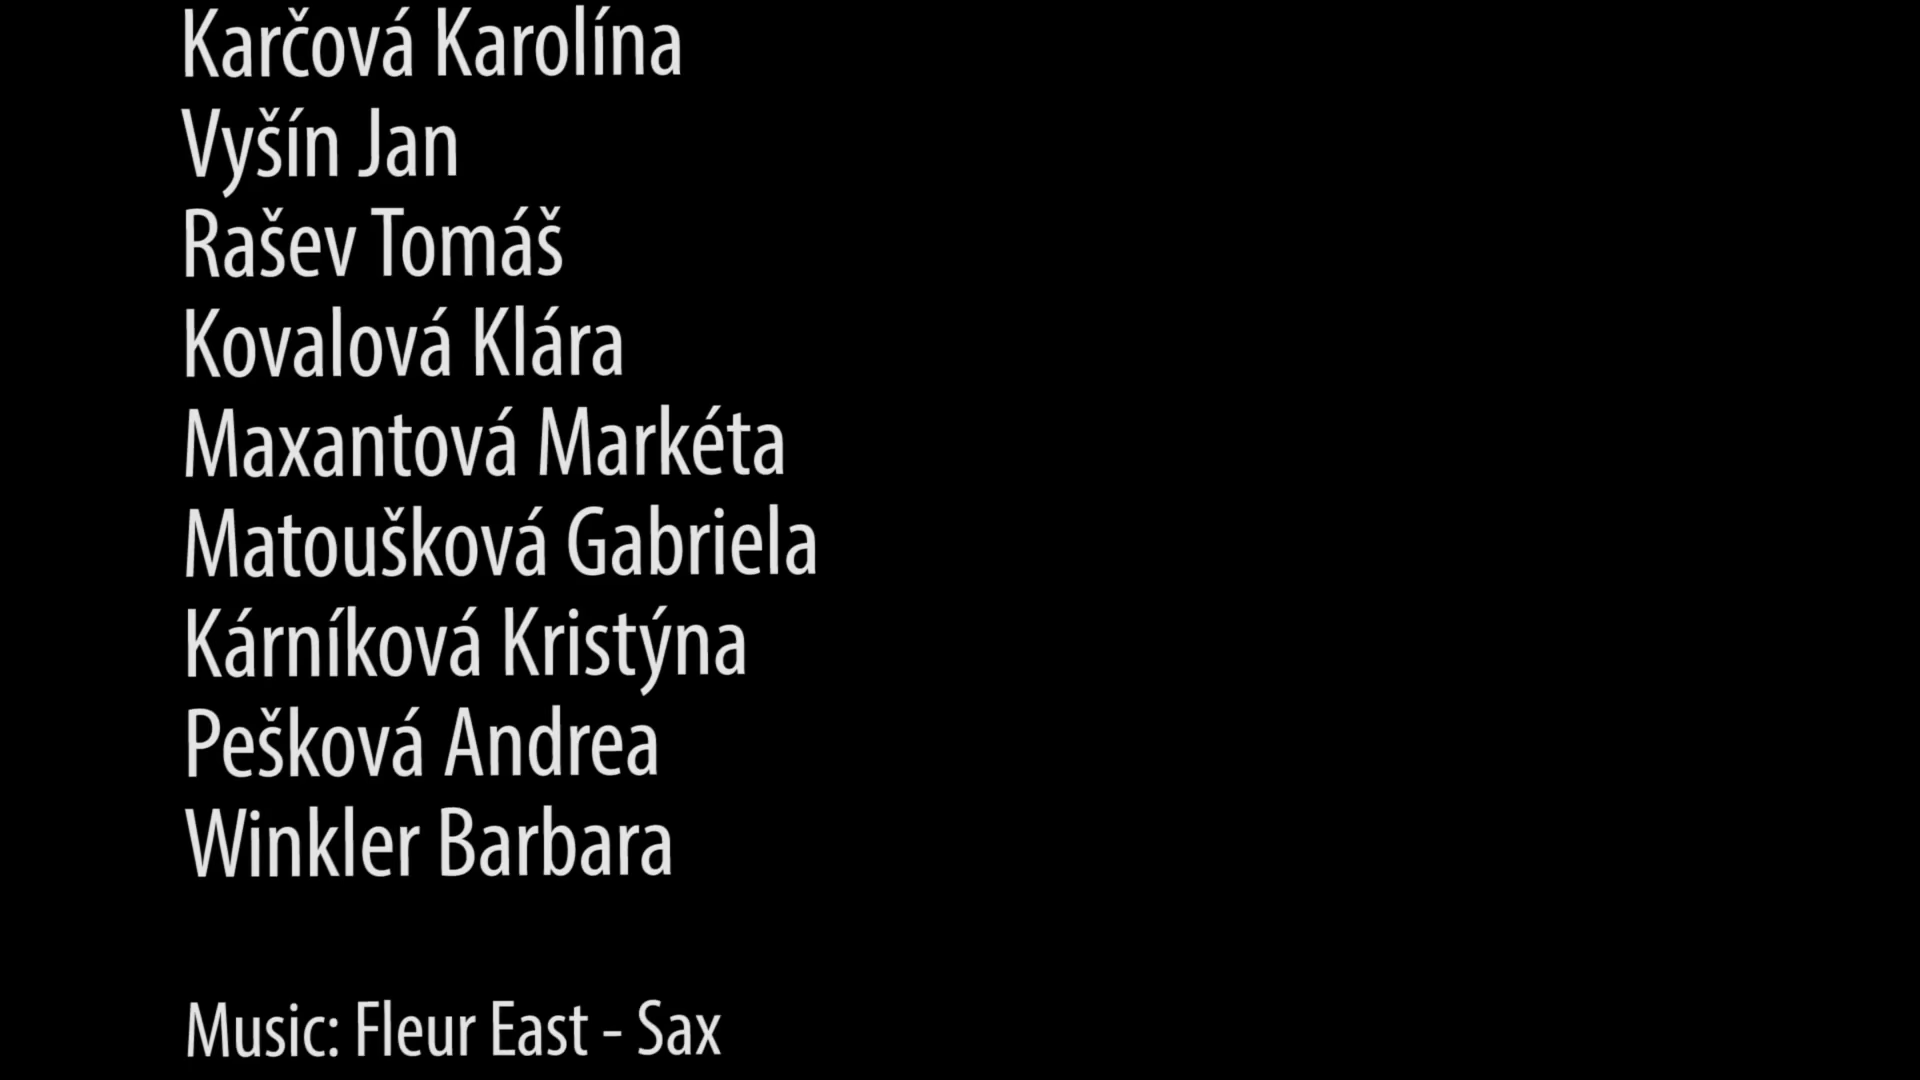 Karčová Karolína
Vyšín Jan
Rašev Tomáš
Kovalová Klára
Maxantová Markéta
Matoušková Gabriela
Kárníková Kristýna
Pešková Andrea
Winkler Barbara
Music: Fleur East - Sax